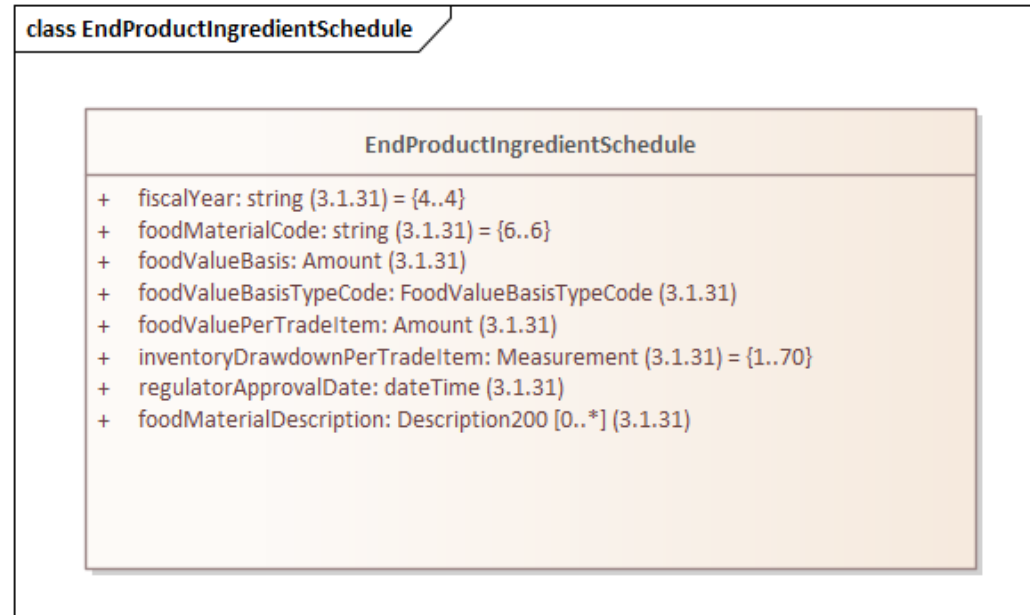 class EndProductIngredientSchedule
EndProductIngredientSchedule
+ fiscalYear: string (3.1.31) = {4..4}
+ foodMaterialCode: string (3.1.31) = {6..6}
+ foodValueBasis: Amount (3.1.31)
+ foodValueBasisTypeCode: FoodValueBasisTypeCode (3.1.31)
+ foodValuePerTradeItem: Amount (3.1.31)
+ inventoryDrawdownPerTradeItem: Measurement (3.1.31) = {1..70}
+ regulatorApprovalDate: dateTime (3.1.31)
+ foodMaterialDescription: Description200 [0..*] (3.1.31)